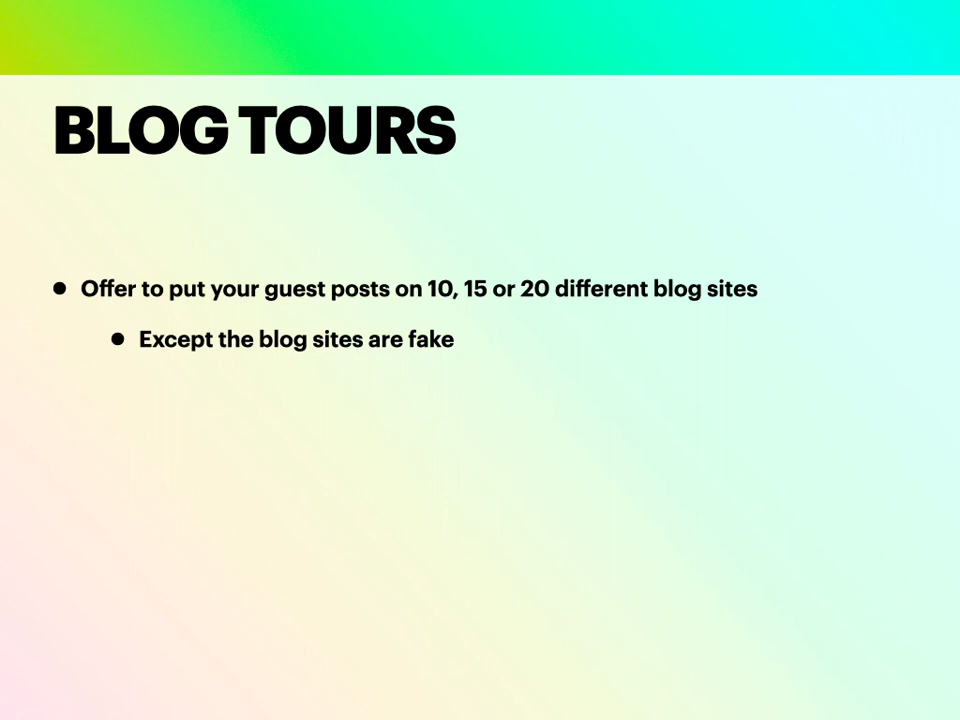 BLOG TOURS
● Offer to put your guest posts on 10, 15 or 20 different blog sites
● Except the blog sites are fake